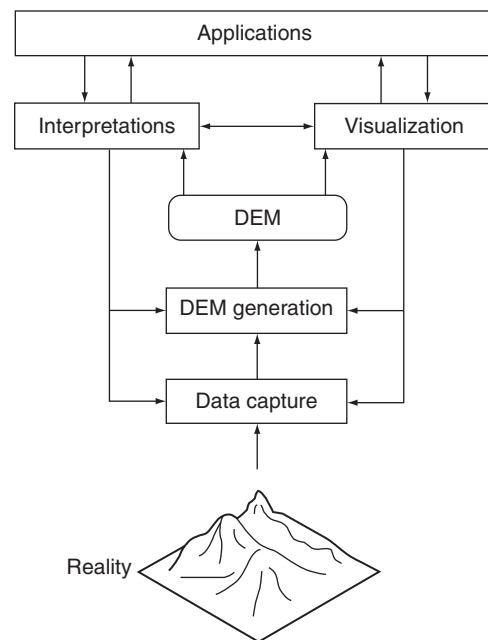 Applications
Interpretations
Visualization
DEM
DEM generation
Data capture
Reality